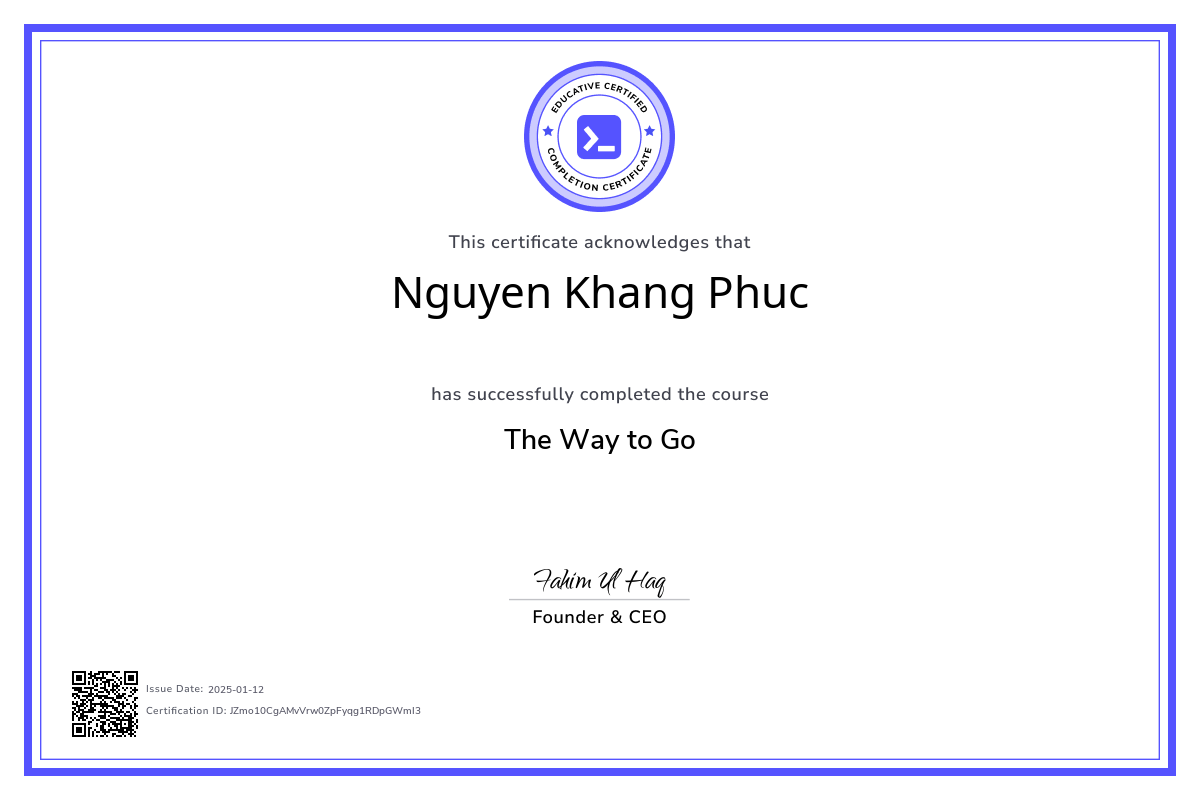 EDUCATIVE CERTIFIED
COMPLETION CERTIFICATE
This certificate acknowledges that
Nguyen Khang Phuc
has successfully completed the course
The Way to Go
Fahim Ul Haq
Founder & CEO
Issue Date: 2025-01-12
Certification ID: JZmo10CgAMvVrw0ZpFyqg1RDpGWmI3